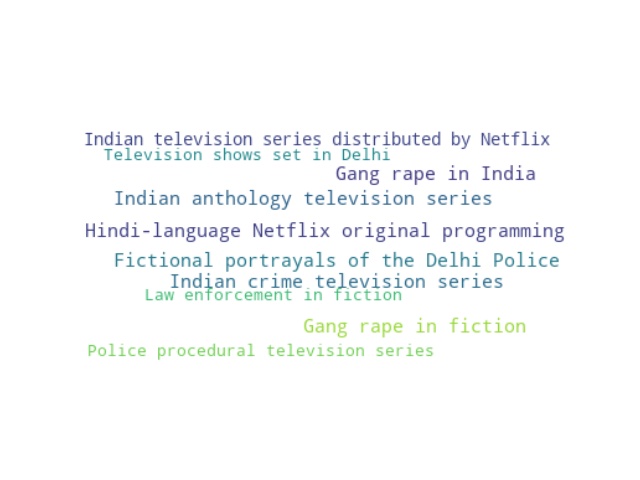 Indian television series distributed by Netflix
Television shows set in Delhi
Gang rape in India
Indian anthology television series
Hindi-language Netflix original programming
Fictional portrayals of the Delhi Police
Indian crime television series
Law enforcement in fiction
Gang rape in fiction
Police procedural television series